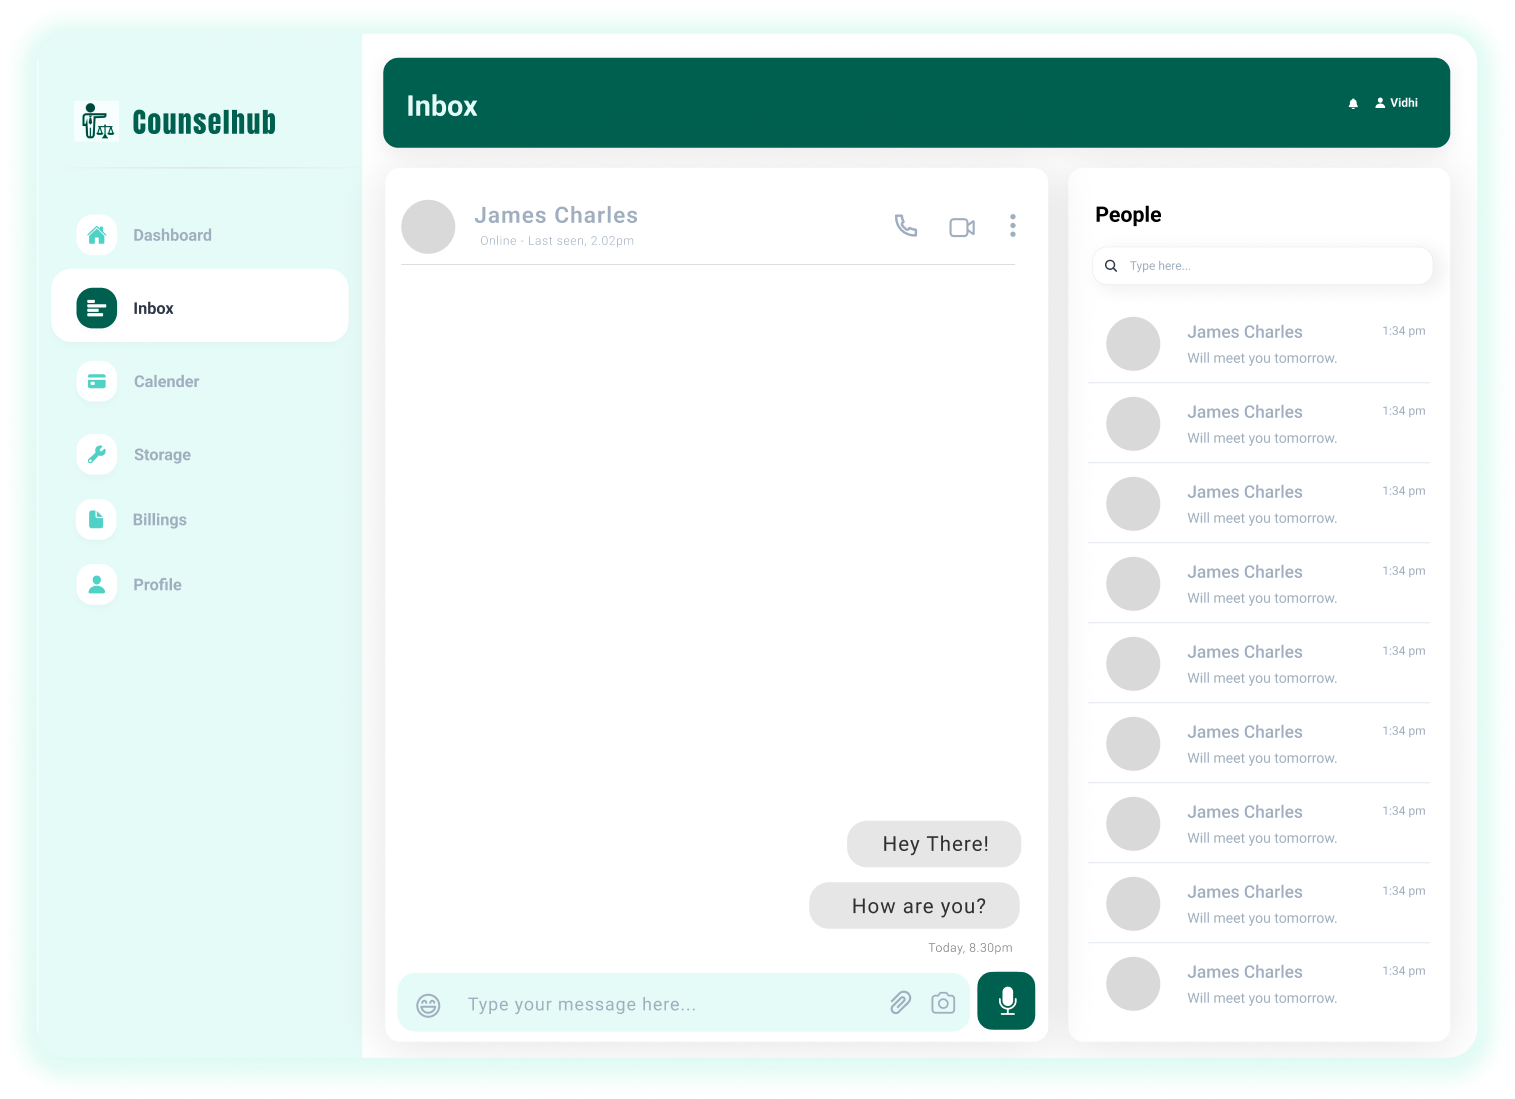 Counselhub
Dashboard
Inbox
Calender
Storage
Billings
Profile
Inbox
Vidhi
James Charles
Online - Last seen, 2.02pm
Hey There!
How are you?
Today, 8.30pm
Type your message here...
People
Type here...
James Charles 1:34 pm
Will meet you tomorrow.
James Charles 1:34 pm
Will meet you tomorrow.
James Charles 1:34 pm
Will meet you tomorrow.
James Charles 1:34 pm
Will meet you tomorrow.
James Charles 1:34 pm
Will meet you tomorrow.
James Charles 1:34 pm
Will meet you tomorrow.
James Charles 1:34 pm
Will meet you tomorrow.
James Charles 1:34 pm
Will meet you tomorrow.
James Charles 1:34 pm
Will meet you tomorrow.